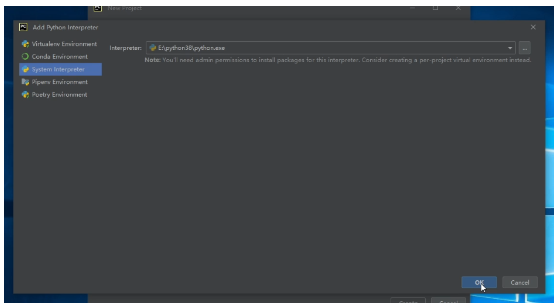 New Project
Add Python Interpreter
Virtualenv Environment
Conda Environment
System Interpreter
Pipenv Environment
Poetry Environment
Interpreter: E:\python38\python.exe
Note: You'll need admin permissions to install packages for this interpreter. Consider creating a per-project virtual environment instead.
OK
Cancel
Create
Cancel